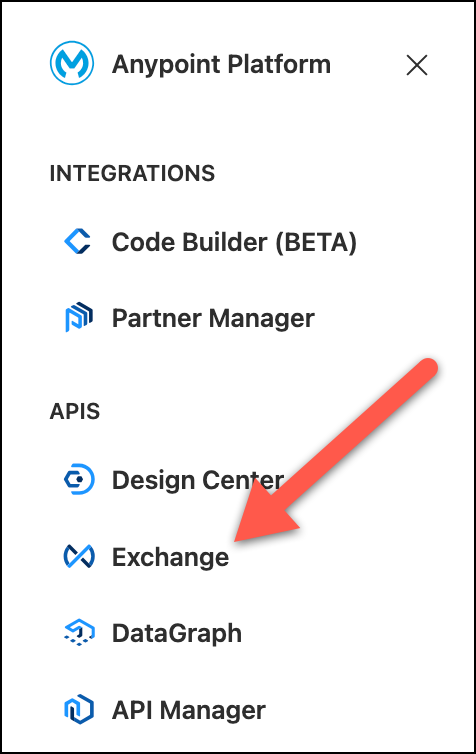 Anypoint Platform
INTEGRATIONS
Code Builder (BETA)
Partner Manager
APIS
Design Center
Exchange
DataGraph
API Manager